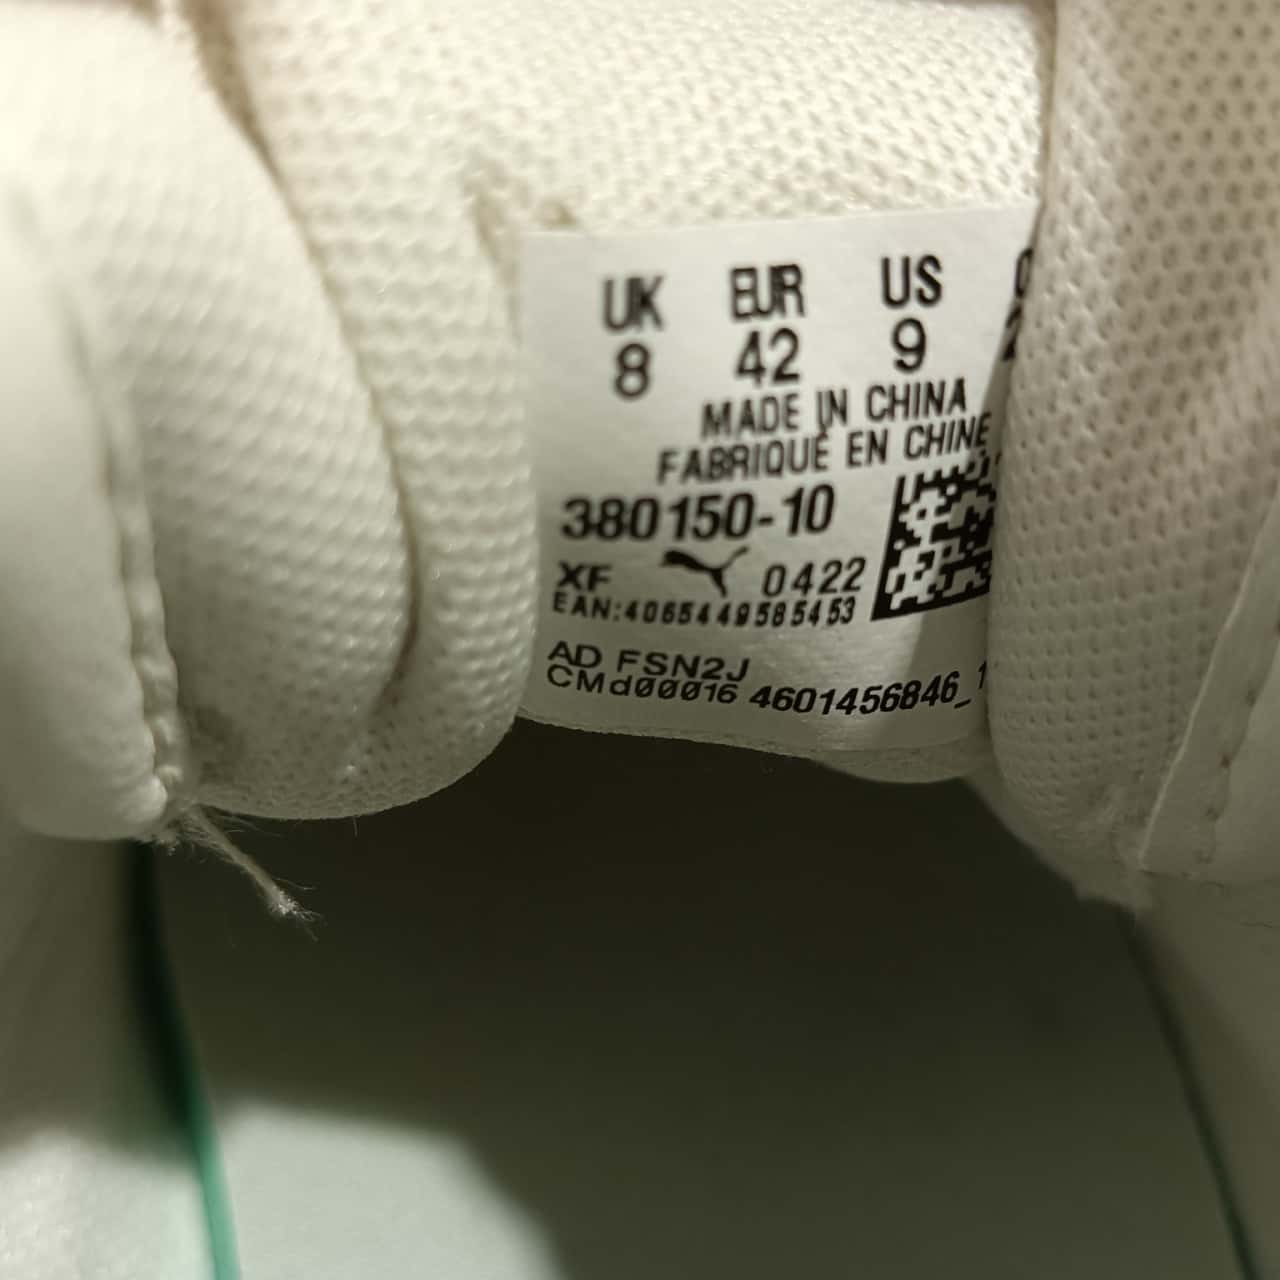 UK EUR US
8 42 9
MADE IN CHINA
FABRIQUÉ EN CHINE
380150-10
XF 0422
EAN:4065449585453
AD FSN2J
CMd00016 4601456846_1